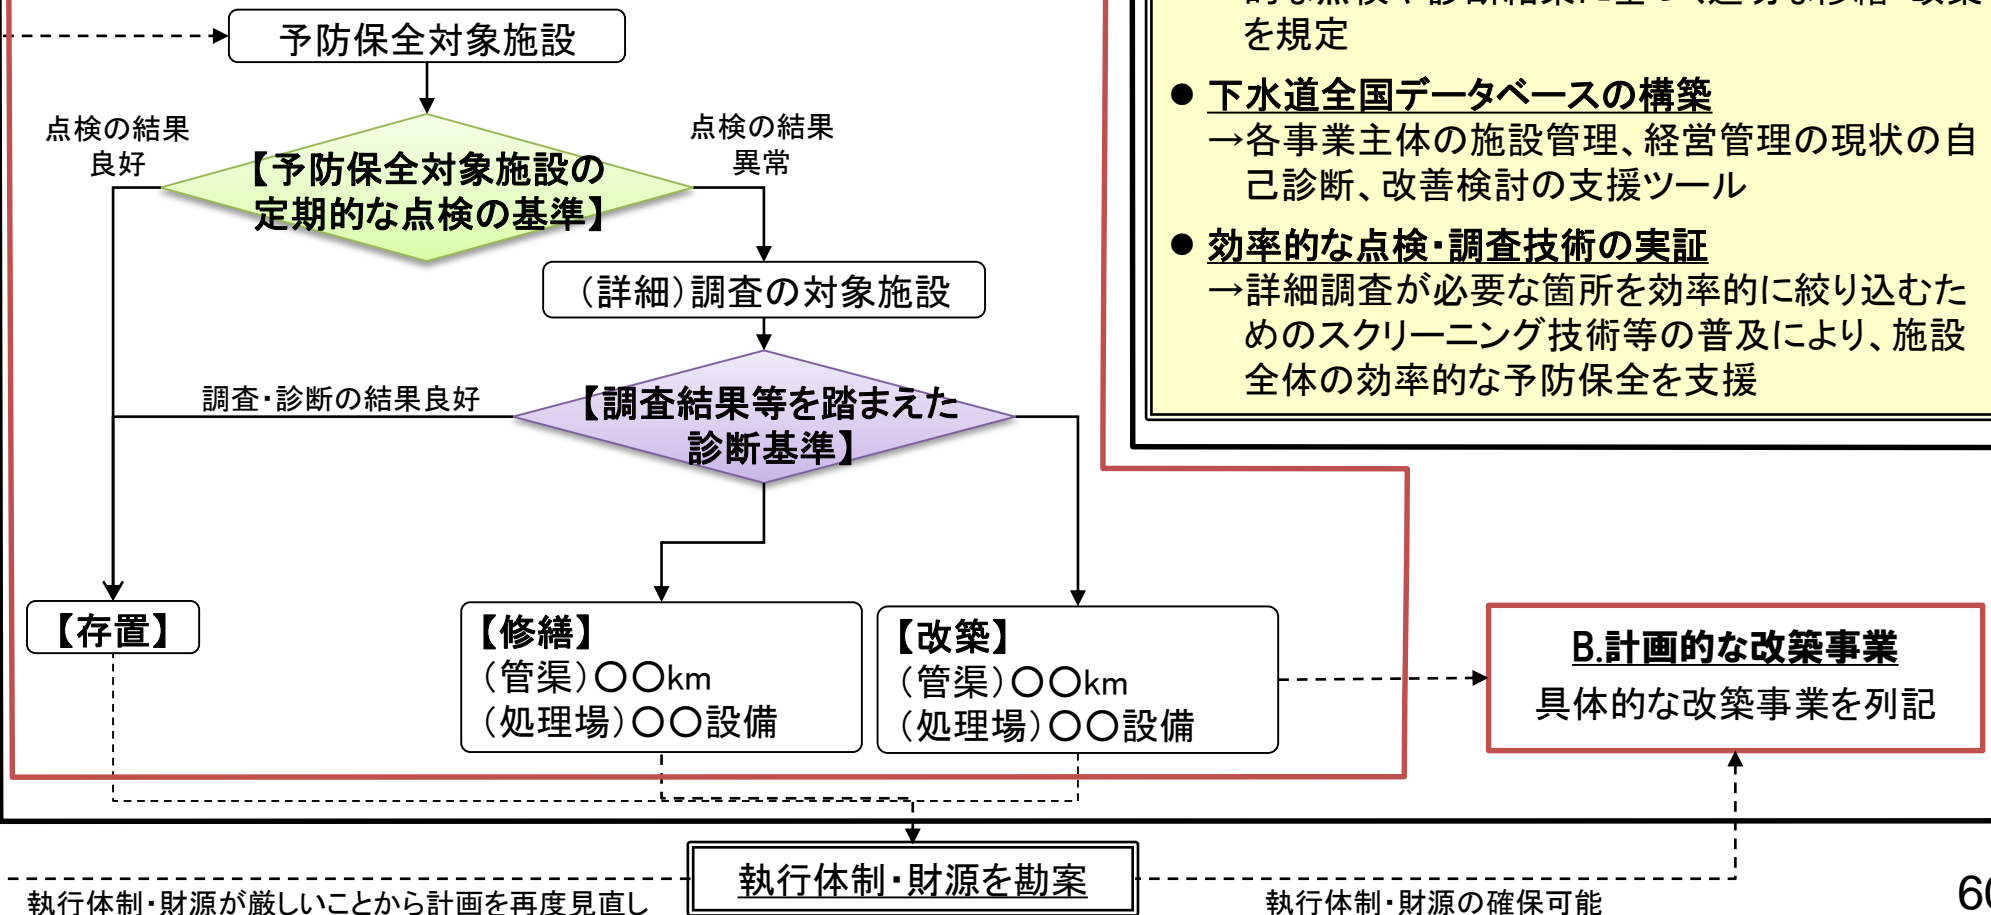 予防保全対象施設
点検の結果
良好
点検の結果
異常
【予防保全対象施設の
定期的な点検の基準】
（詳細）調査の対象施設
調査・診断の結果良好
【調査結果等を踏まえた
診断基準】
【存置】
【修繕】
（管渠）〇〇km
（処理場）〇〇設備
【改築】
（管渠）〇〇km
（処理場）〇〇設備
を規定
● 下水道全国データベースの構築
→各事業主体の施設管理、経営管理の現状の自
己診断、改善検討の支援ツール
● 効率的な点検・調査技術の実証
→詳細調査が必要な箇所を効率的に絞り込むた
めのスクリーニング技術等の普及により、施設
全体の効率的な予防保全を支援
B.計画的な改築事業
具体的な改築事業を列記
執行体制・財源を勘案
執行体制・財源が厳しいことから計画を再度見直し
執行体制・財源の確保可能